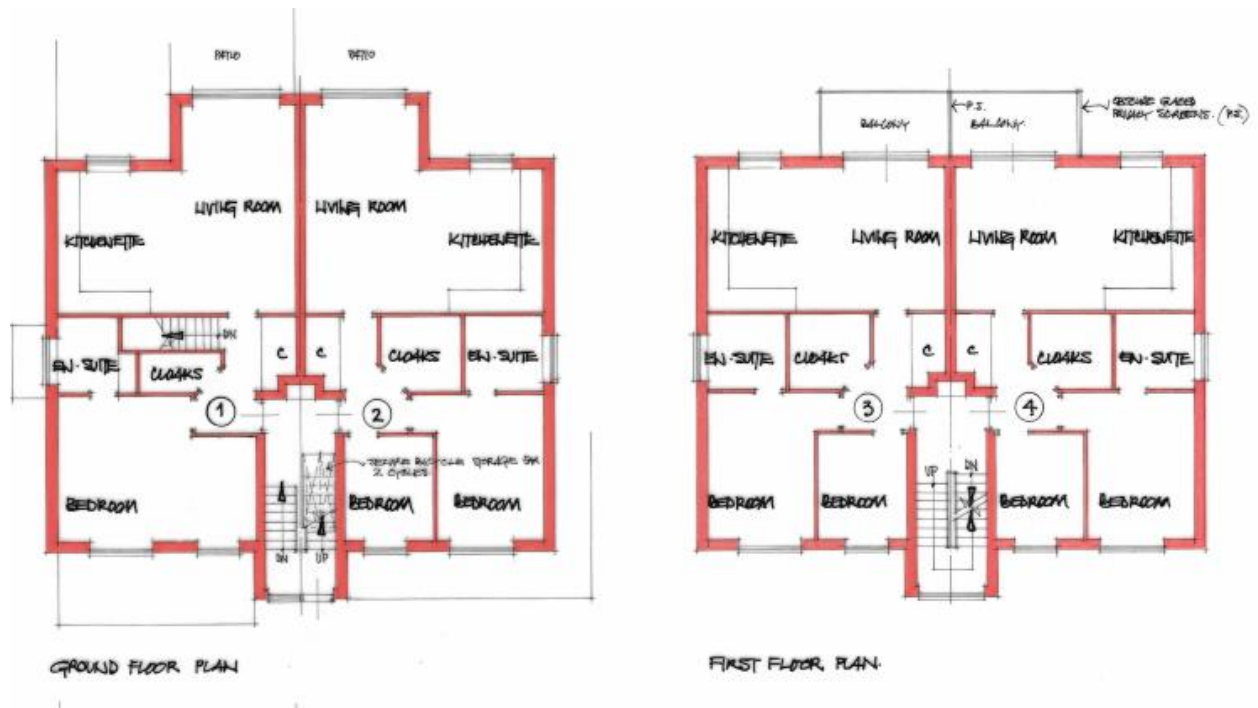 PATIO
PATIO
LIVING ROOM
LIVING ROOM
KITCHENETTE
KITCHENETTE
DN
EN-SUITE
CLOAKS
C
C
CLOAKS
EN-SUITE
1
2
SECURE BICYCLE STORAGE FOR
2 CYCLES
BEDROOM
BEDROOM
BEDROOM
DN
UP
GROUND FLOOR PLAN
P.S.
OBSCURE GLAZED
PRIVACY SCREENS. (P.S.)
BALCONY
BALCONY.
KITCHENETTE
LIVING ROOM
LIVING ROOM
KITCHENETTE
EN-SUITE
CLOAKS
C
C
CLOAKS
EN-SUITE
3
4
UP
DN
BEDROOM
BEDROOM
BEDROOM
BEDROOM
FIRST FLOOR PLAN.